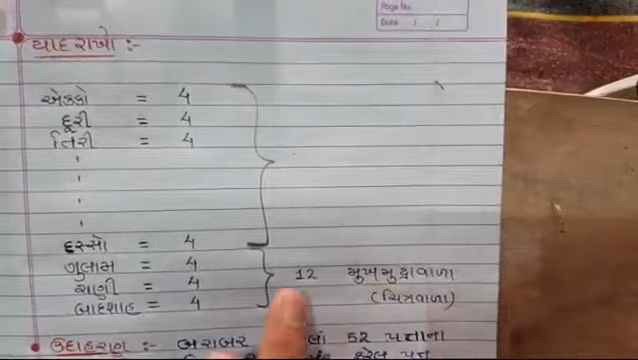 Page No.
Date / /
યાદ રાખો :-
એક્કો = 4
દૂરી = 4
તિરી = 4
દસ્સો = 4
ગુલામ = 4
રાણી = 4
બાદશાહ = 4
12 મુખમુદ્રાવાળા
(ચિત્રવાળા)
ઉદાહરણ :- બરાબર 52 પત્તાના